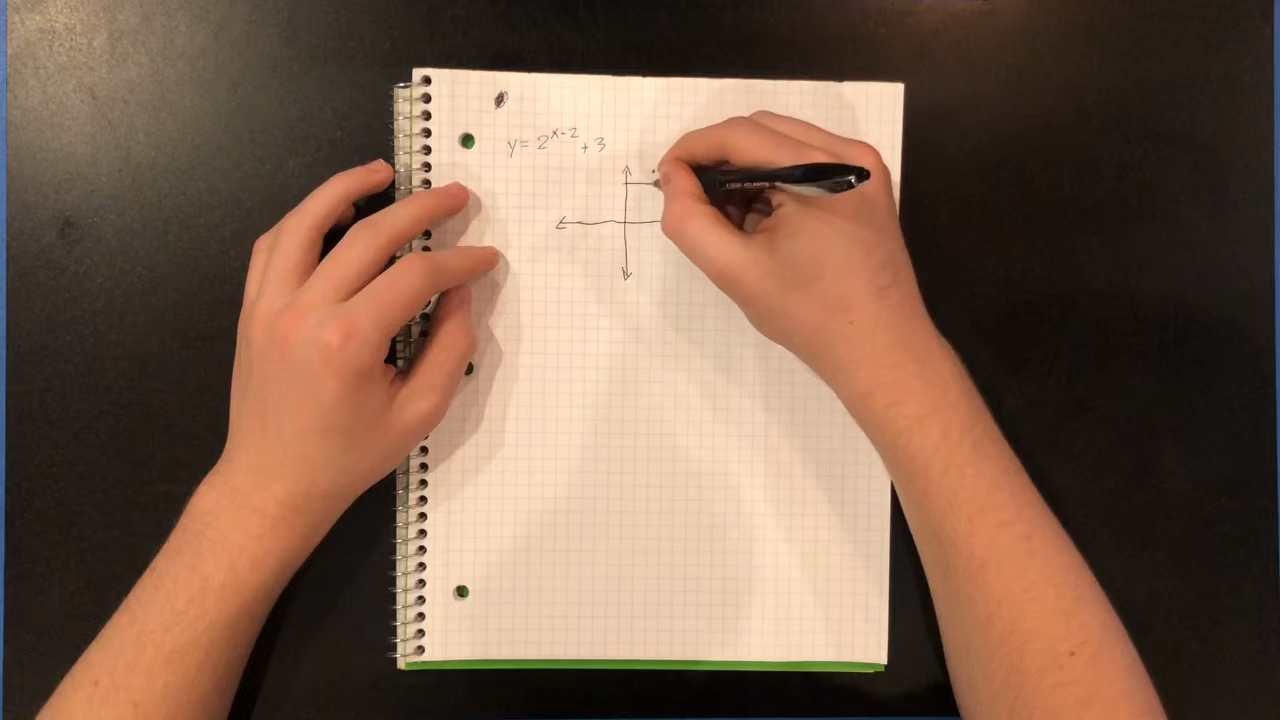 y = 2^{x-2} + 3